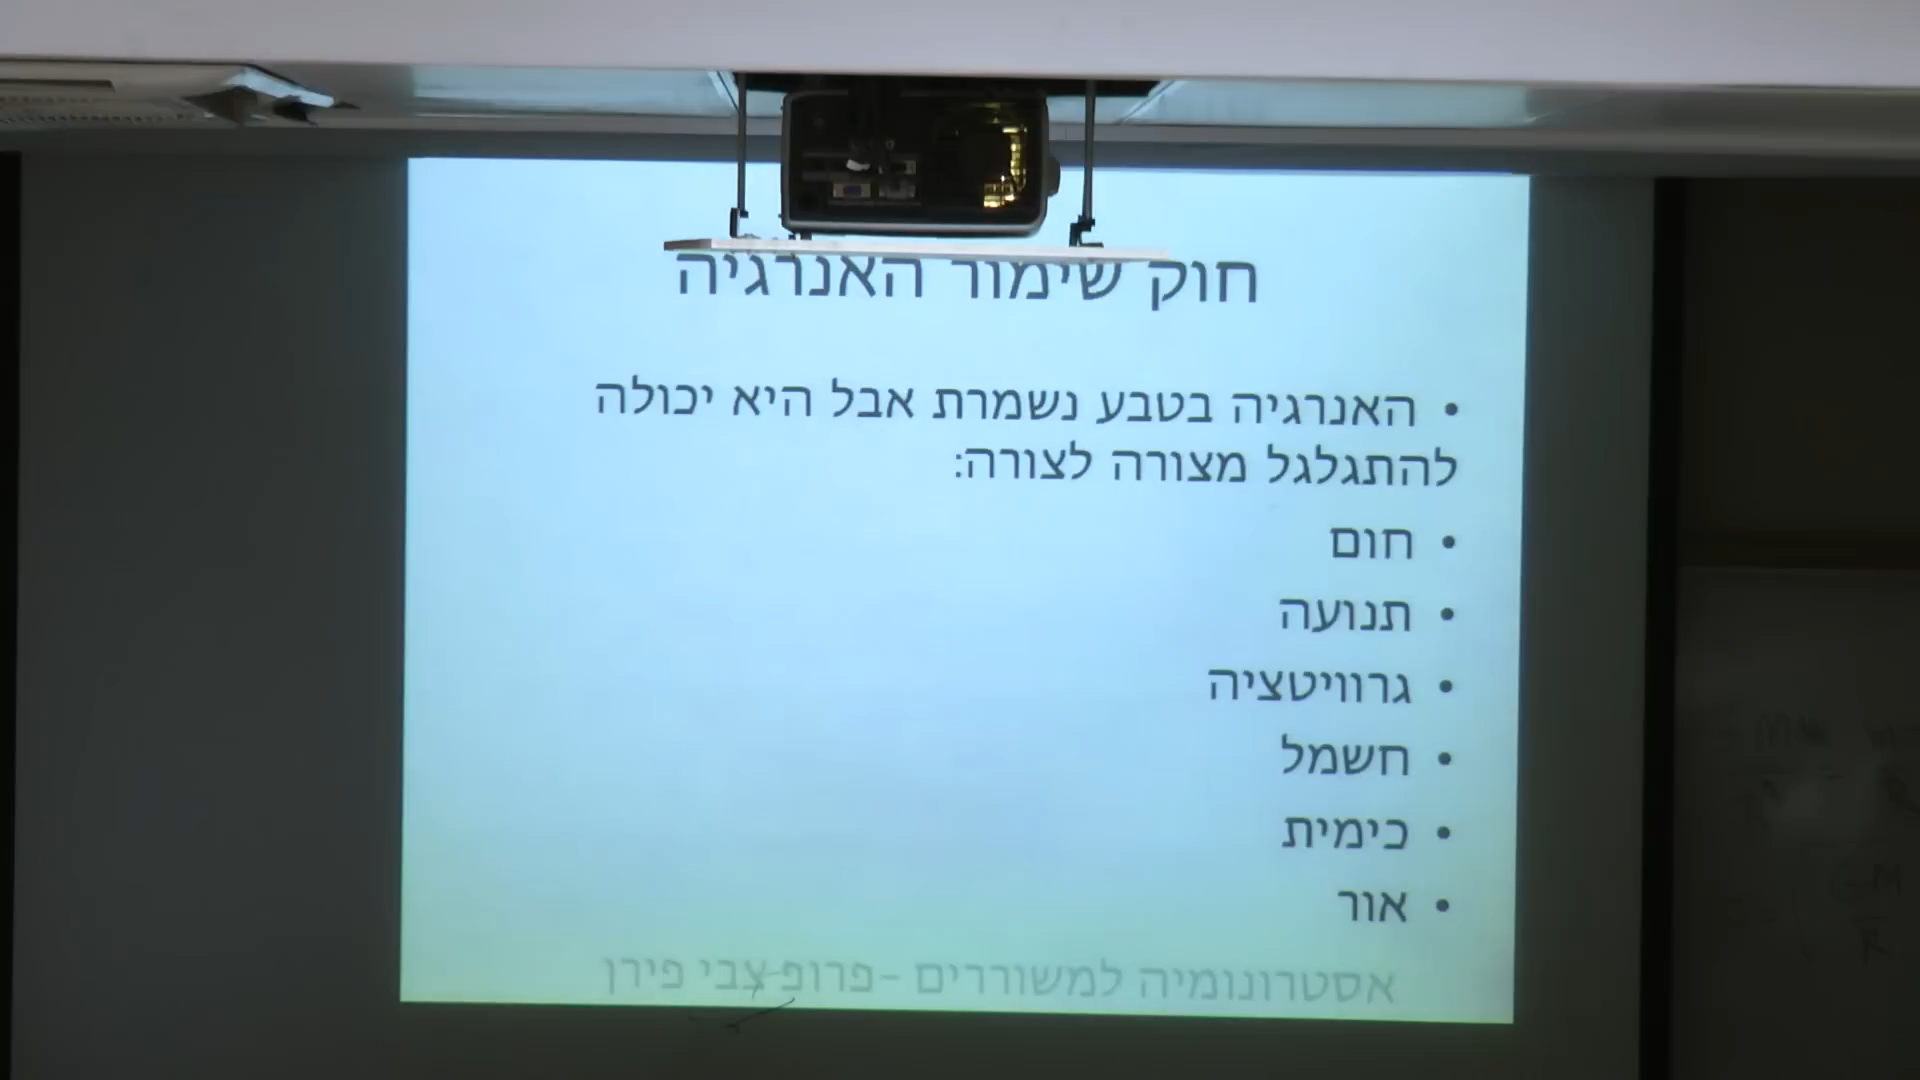 חוק שימור האנרגיה
• האנרגיה בטבע נשמרת אבל היא יכולה
להתגלגל מצורה לצורה:
• חום
• תנועה
• גרוויטציה
• חשמל
• כימית
• אור
אסטרונומיה למשוררים -פרופ צבי פירן